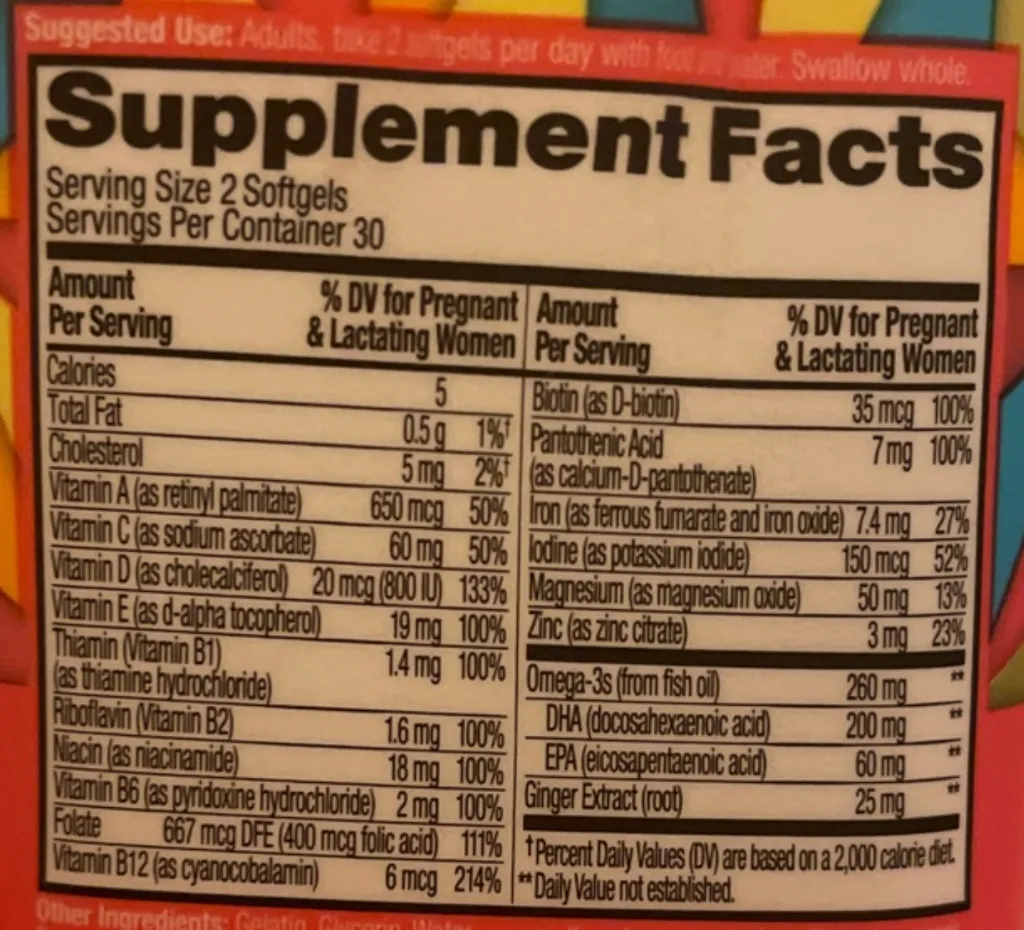 Suggested Use: Adults, take 2 softgels per day with food and water. Swallow whole.
Supplement Facts
Serving Size 2 Softgels
Servings Per Container 30
Amount Per Serving % DV for Pregnant & Lactating Women
Calories 5
Total Fat 0.5 g 1%†
Cholesterol 5 mg 2%†
Vitamin A (as retinyl palmitate) 650 mcg 50%
Vitamin C (as sodium ascorbate) 60 mg 50%
Vitamin D (as cholecalciferol) 20 mcg (800 IU) 133%
Vitamin E (as d-alpha tocopherol) 19 mg 100%
Thiamin (Vitamin B1) 1.4 mg 100%
(as thiamine hydrochloride)
Riboflavin (Vitamin B2) 1.6 mg 100%
Niacin (as niacinamide) 18 mg 100%
Vitamin B6 (as pyridoxine hydrochloride) 2 mg 100%
Folate 667 mcg DFE (400 mcg folic acid) 111%
Vitamin B12 (as cyanocobalamin) 6 mcg 214%
Amount Per Serving % DV for Pregnant & Lactating Women
Biotin (as D-biotin) 35 mcg 100%
Pantothenic Acid 7 mg 100%
(as calcium-D-pantothenate)
Iron (as ferrous fumarate and iron oxide) 7.4 mg 27%
Iodine (as potassium iodide) 150 mcg 52%
Magnesium (as magnesium oxide) 50 mg 13%
Zinc (as zinc citrate) 3 mg 23%
Omega-3s (from fish oil) 260 mg **
DHA (docosahexaenoic acid) 200 mg **
EPA (eicosapentaenoic acid) 60 mg **
Ginger Extract (root) 25 mg **
†Percent Daily Values (DV) are based on a 2,000 calorie diet.
**Daily Value not established.
Other Ingredients: Gelatin, Glycerin, Water